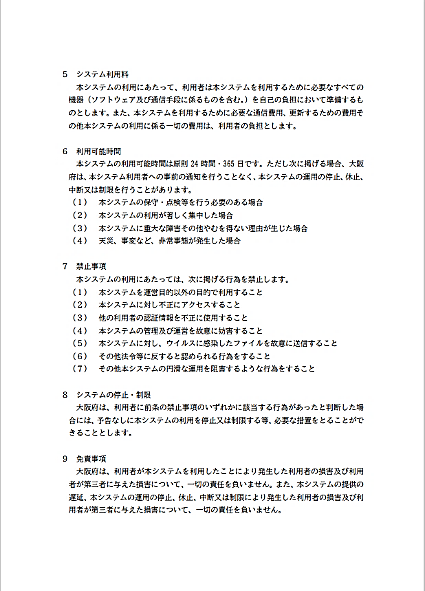 ５　システム利用料
本システムの利用にあたって、利用者は本システムを利用するために必要なすべての
機器（ソフトウェア及び通信手段に係るものを含む。）を自己の負担において準備するも
のとします。また、本システムを利用するために必要な通信費用、更新するための費用そ
の他本システムの利用に係る一切の費用は、利用者の負担とします。
６　利用可能時間
本システムの利用可能時間は原則 24 時間・365 日です。ただし次に掲げる場合、大阪
府は、本システム利用者への事前の通知を行うことなく、本システムの運用の停止、休止、
中断又は制限を行うことがあります。
（１）　本システムの保守・点検等を行う必要のある場合
（２）　本システムの利用が著しく集中した場合
（３）　本システムに重大な障害その他やむを得ない理由が生じた場合
（４）　天災、事変など、非常事態が発生した場合
７　禁止事項
本システムの利用にあたっては、次に掲げる行為を禁止します。
（１）　本システムを運営目的以外の目的で利用すること
（２）　本システムに対し不正にアクセスすること
（３）　他の利用者の認証情報を不正に使用すること
（４）　本システムの管理及び運営を故意に妨害すること
（５）　本システムに対し、ウイルスに感染したファイルを故意に送信すること
（６）　その他法令等に反すると認められる行為をすること
（７）　その他本システムの円滑な運用を阻害するような行為をすること
８　システムの停止・制限
大阪府は、利用者に前条の禁止事項のいずれかに該当する行為があったと判断した場
合には、予告なしに本システムの利用を停止又は制限する等、必要な措置をとることがで
きることとします。
９　免責事項
大阪府は、利用者が本システムを利用したことにより発生した利用者の損害及び利用
者が第三者に与えた損害について、一切の責任を負いません。また、本システムの提供の
遅延、本システムの運用の停止、休止、中断又は制限により発生した利用者の損害及び利
用者が第三者に与えた損害について、一切の責任を負いません。